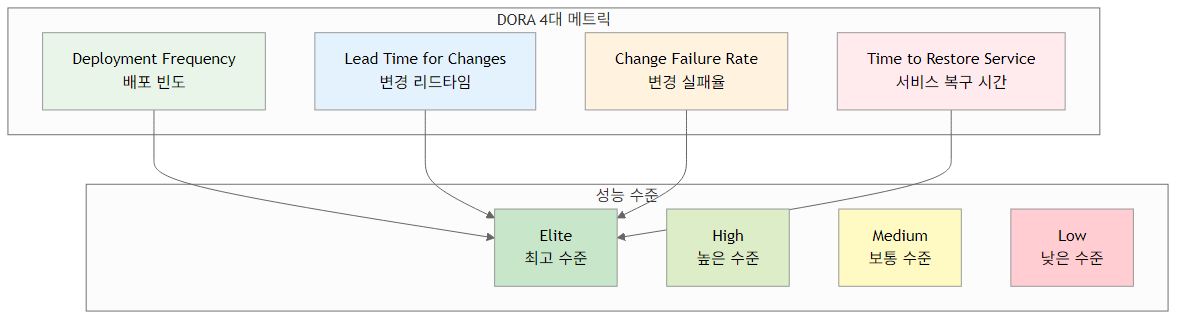 DORA 4대 메트릭
Deployment Frequency
배포 빈도
Lead Time for Changes
변경 리드타임
Change Failure Rate
변경 실패율
Time to Restore Service
서비스 복구 시간
성능 수준
Elite
최고 수준
High
높은 수준
Medium
보통 수준
Low
낮은 수준